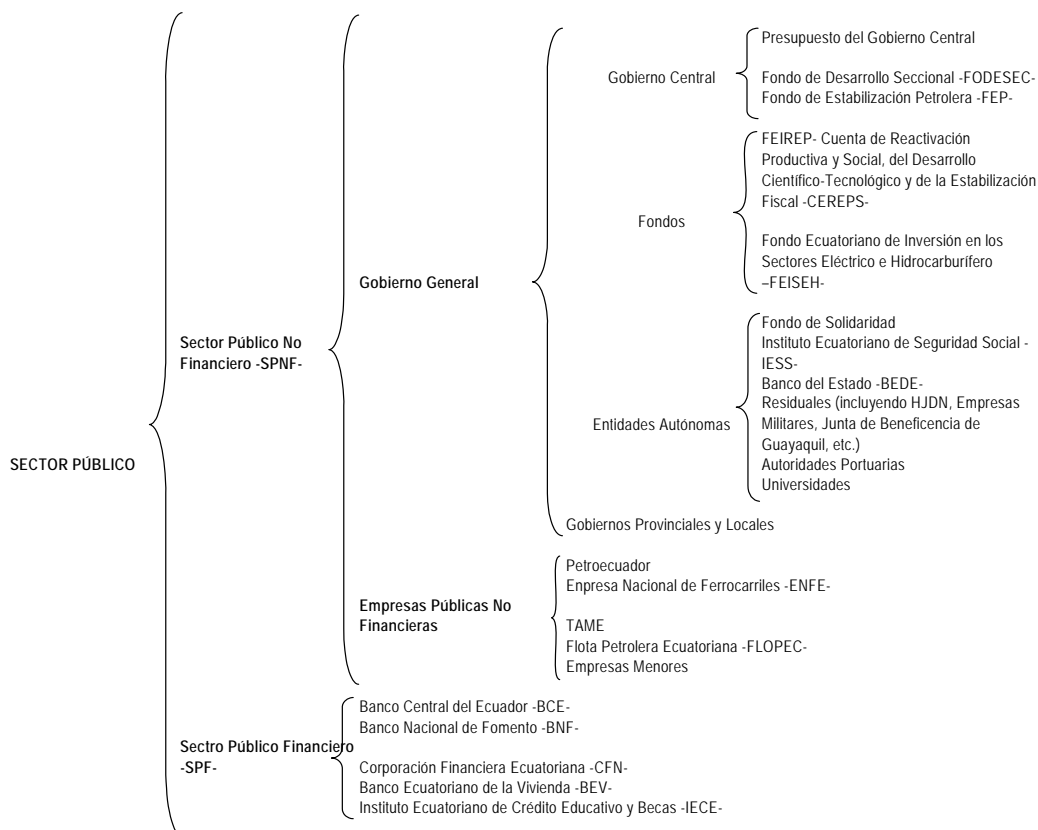 Presupuesto del Gobierno Central
Gobierno Central
Fondo de Desarrollo Seccional -FODESEC-
Fondo de Estabilización Petrolera -FEP-
FEIREP- Cuenta de Reactivación
Productiva y Social, del Desarrollo
Científico-Tecnológico y de la Estabilización
Fiscal -CEREPS-
Fondos
Fondo Ecuatoriano de Inversión en los
Sectores Eléctrico e Hidrocarburífero
–FEISEH-
Gobierno General
Fondo de Solidaridad
Instituto Ecuatoriano de Seguridad Social -
IESS-
Banco del Estado -BEDE-
Residuales (incluyendo HJDN, Empresas
Militares, Junta de Beneficencia de
Guayaquil, etc.)
Autoridades Portuarias
Universidades
Entidades Autónomas
Sector Público No
Financiero -SPNF-
SECTOR PÚBLICO
Gobiernos Provinciales y Locales
Petroecuador
Enpresa Nacional de Ferrocarriles -ENFE-
Empresas Públicas No
Financieras
TAME
Flota Petrolera Ecuatoriana -FLOPEC-
Empresas Menores
Banco Central del Ecuador -BCE-
Banco Nacional de Fomento -BNF-
Sectro Público Financiero
-SPF-
Corporación Financiera Ecuatoriana -CFN-
Banco Ecuatoriano de la Vivienda -BEV-
Instituto Ecuatoriano de Crédito Educativo y Becas -IECE-